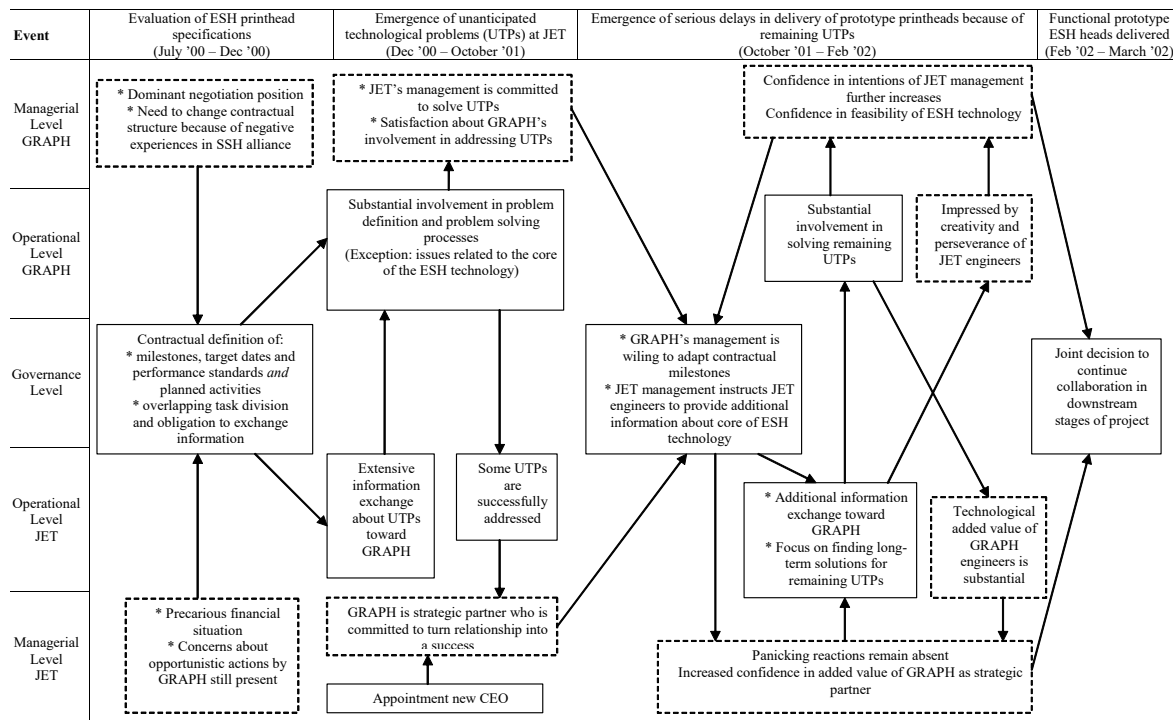 Event
Evaluation of ESH printhead
specifications
(July ’00 – Dec ’00)
Emergence of unanticipated
technological problems (UTPs) at JET
(Dec ’00 – October ’01)
Emergence of serious delays in delivery of prototype printheads because of
remaining UTPs
(October ’01 – Feb ’02)
Functional prototype
ESH heads delivered
(Feb ’02 – March ’02)
Managerial
Level
GRAPH
* Dominant negotiation position
* Need to change contractual
structure because of negative
experiences in SSH alliance
* JET’s management is
committed to solve UTPs
* Satisfaction about GRAPH’s
involvement in addressing UTPs
Confidence in intentions of JET management
further increases
Confidence in feasibility of ESH technology
Operational
Level
GRAPH
Substantial involvement in problem
definition and problem solving
processes
(Exception: issues related to the core
of the ESH technology)
Substantial
involvement in
solving remaining
UTPs
Impressed by
creativity and
perseverance of
JET engineers
Governance
Level
Contractual definition of:
* milestones, target dates and
performance standards and
planned activities
* overlapping task division
and obligation to exchange
information
* GRAPH’s management is
wiling to adapt contractual
milestones
* JET management instructs JET
engineers to provide additional
information about core of ESH
technology
Joint decision to
continue
collaboration in
downstream
stages of project
Operational
Level
JET
Extensive
information
exchange
about UTPs
toward
GRAPH
Some UTPs
are
successfully
addressed
* Additional information
exchange toward
GRAPH
* Focus on finding long-
term solutions for
remaining UTPs
Technological
added value of
GRAPH
engineers is
substantial
Managerial
Level
JET
* Precarious financial
situation
* Concerns about
opportunistic actions by
GRAPH still present
GRAPH is strategic partner who is
committed to turn relationship into
a success
Appointment new CEO
Panicking reactions remain absent
Increased confidence in added value of GRAPH as strategic
partner